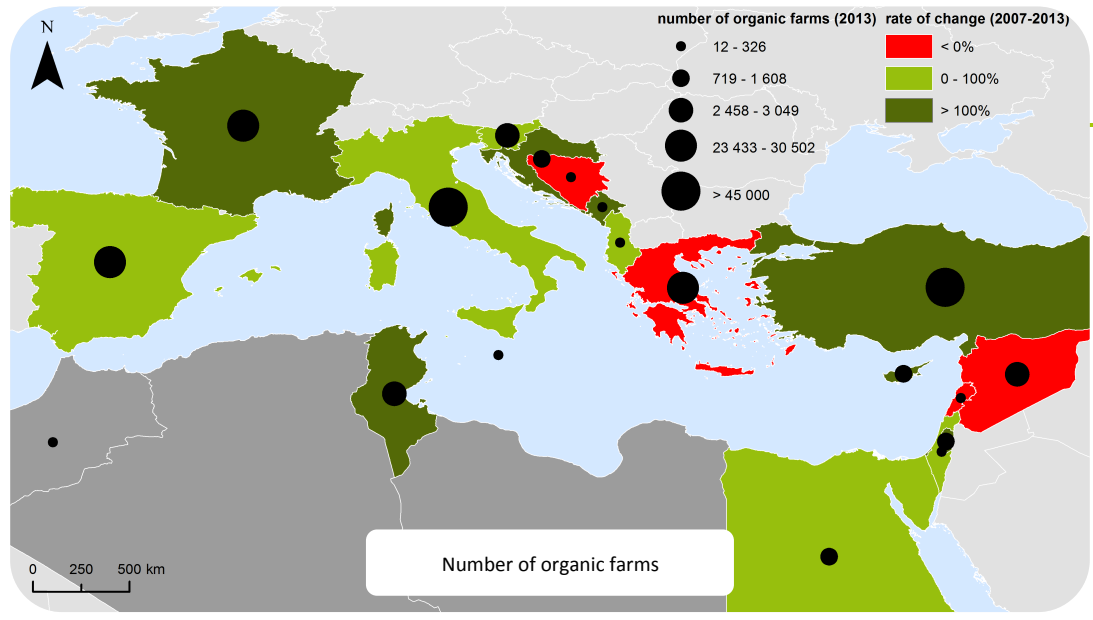 N
number of organic farms (2013)
12 - 326
719 - 1 608
2 458 - 3 049
23 433 - 30 502
> 45 000
rate of change (2007-2013)
< 0%
0 - 100%
> 100%
0 250 500 km
Number of organic farms